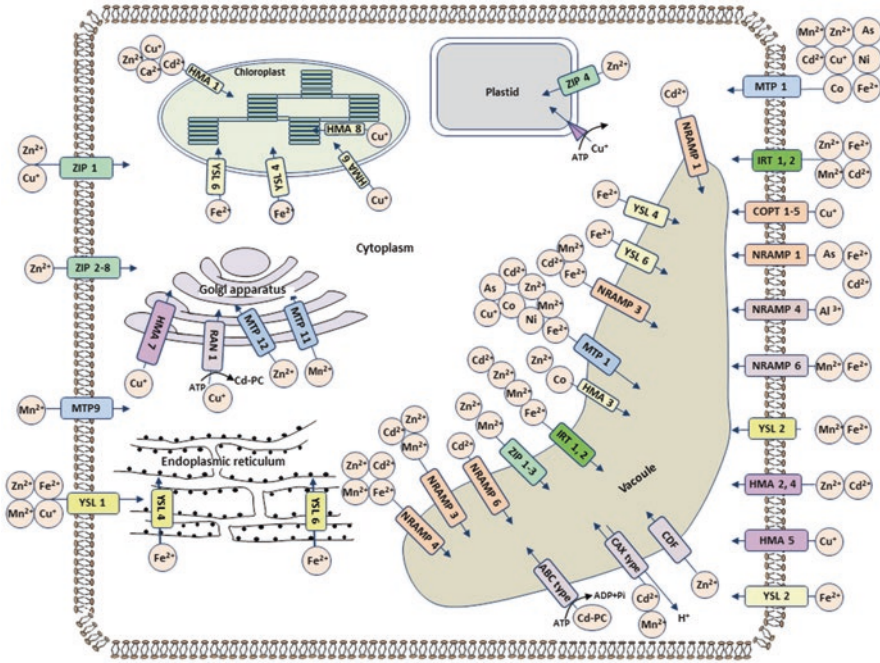 Cu⁺
Zn²⁺
Ca²⁺
Cd²⁺
HMA 1
Chloroplast
HMA 8
Cu⁺
YSL 6
Fe²⁺
YSL 4
Fe²⁺
HMA 6
Cu⁺
Plastid
ZIP 4
Zn²⁺
ATP
Cu⁺
Mn²⁺ Zn²⁺ As
Cd²⁺ Cu⁺ Ni
MTP 1 Co Fe²⁺
Cd²⁺
NRAMP 1
Zn²⁺
Cu⁺
ZIP 1
IRT 1, 2
Zn²⁺ Fe²⁺
Mn²⁺ Cd²⁺
COPT 1-5 Cu⁺
NRAMP 1 As Fe²⁺
Cd²⁺
NRAMP 4 Al³⁺
NRAMP 6 Mn²⁺ Fe²⁺
YSL 2 Mn²⁺ Fe²⁺
HMA 2, 4 Zn²⁺ Cd²⁺
HMA 5 Cu⁺
YSL 2 Fe²⁺
Cytoplasm
Zn²⁺ ZIP 2-8
Golgl apparatus
HMA 7
Cu⁺
RAN 1
ATP
Cd-PC
Cu⁺
MTP 12
Zn²⁺
MTP 11
Mn²⁺
Mn²⁺ MTP9
Endoplasmic reticulum
Zn²⁺ Fe²⁺
Mn²⁺ Cu⁺
YSL 1
YSL 4
Fe²⁺
YSL 6
Fe²⁺
Fe²⁺
YSL 4
Fe²⁺
YSL 6
Mn²⁺
Cd²⁺
Fe²⁺
NRAMP 3
Cd²⁺
As
Zn²⁺
Cu⁺
Co
Mn²⁺
Ni
Fe²⁺
MTP 1
Zn²⁺
Co
HMA 3
Cd²⁺
Zn²⁺
Mn²⁺
Fe²⁺
IRT 1, 2
Zn²⁺
Mn²⁺
ZIP 1-3
Cd²⁺
NRAMP 6
Zn²⁺
Cd²⁺
Mn²⁺
NRAMP 3
Zn²⁺ Cd²⁺
Mn²⁺ Fe²⁺
NRAMP 4
Vacoule
ABC type
ATP
ADP+Pi
Cd-PC
CAX type
Cd²⁺
Mn²⁺
H⁺
CDF
Zn²⁺